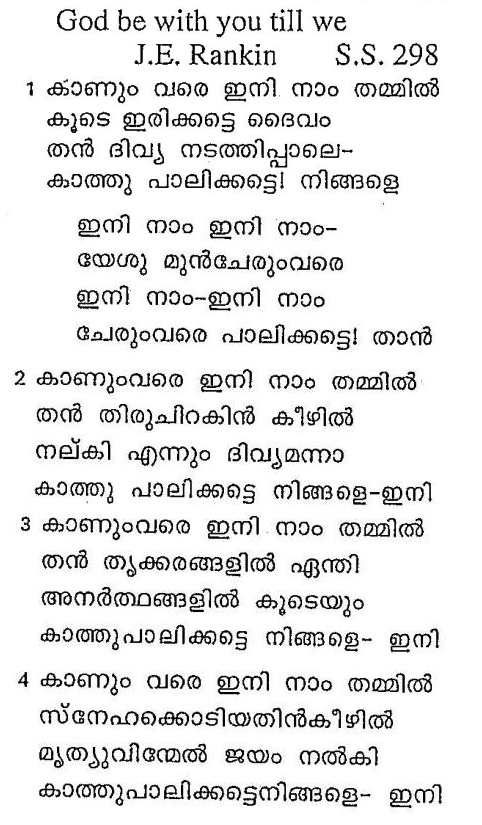 God be with you till we
J.E. Rankin S.S. 298
1 കാണും വരെ ഇനി നാം തമ്മിൽ
കൂടെ ഇരിക്കട്ടെ ദൈവം
തൻ ദിവ്യ നടത്തിപ്പാലെ-
കാത്തു പാലിക്കട്ടെ! നിങ്ങളെ
ഇനി നാം ഇനി നാം-
യേശു മുൻചേരുംവരെ
ഇനി നാം-ഇനി നാം
ചേരുംവരെ പാലിക്കട്ടെ! താൻ
2 കാണുംവരെ ഇനി നാം തമ്മിൽ
തൻ തിരുചിറകിൻ കീഴിൽ
നല്കി എന്നും ദിവ്യമന്നാ
കാത്തു പാലിക്കട്ടെ നിങ്ങളെ-ഇനി
3 കാണുംവരെ ഇനി നാം തമ്മിൽ
തൻ തൃക്കരങ്ങളിൽ ഏന്തി
അനർത്ഥങ്ങളിൽ കൂടെയും
കാത്തുപാലിക്കട്ടെ നിങ്ങളെ- ഇനി
4 കാണും വരെ ഇനി നാം തമ്മിൽ
സ്നേഹക്കൊടിയതിൻകീഴിൽ
മൃത്യുവിന്മേൽ ജയം നൽകി
കാത്തുപാലിക്കട്ടെനിങ്ങളെ- ഇനി